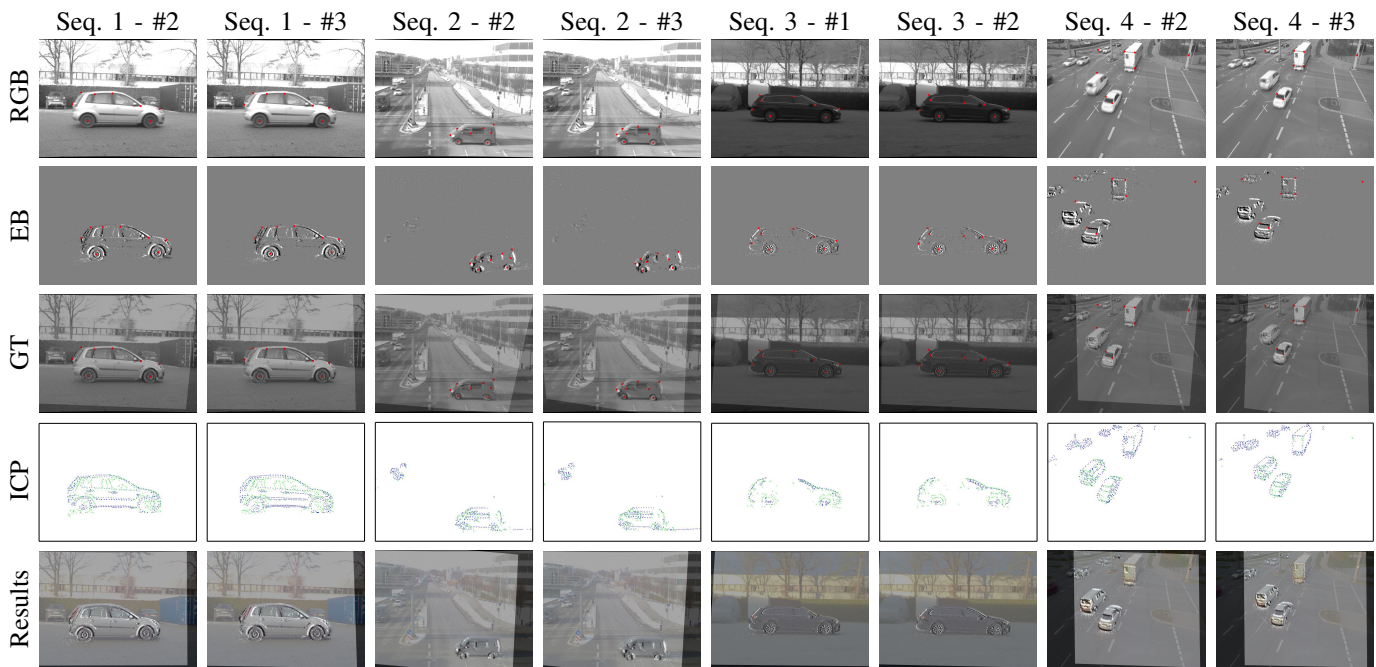 Seq. 1 - #2 Seq. 1 - #3 Seq. 2 - #2 Seq. 2 - #3 Seq. 3 - #1 Seq. 3 - #2 Seq. 4 - #2 Seq. 4 - #3
RGB
EB
GT
ICP
Results